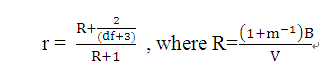 r = (R+2/(df+3))/(R+1) , where R=((1+m⁻¹)B)/V